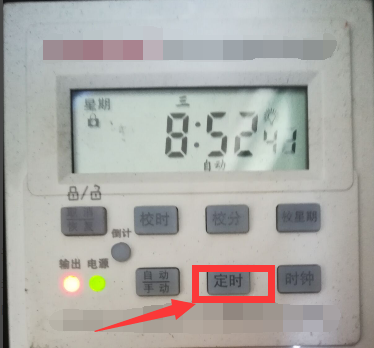 星期 三
8:52
自动
校时 校分 校星期
倒计
输出 电源
自动
手动
定时 时钟